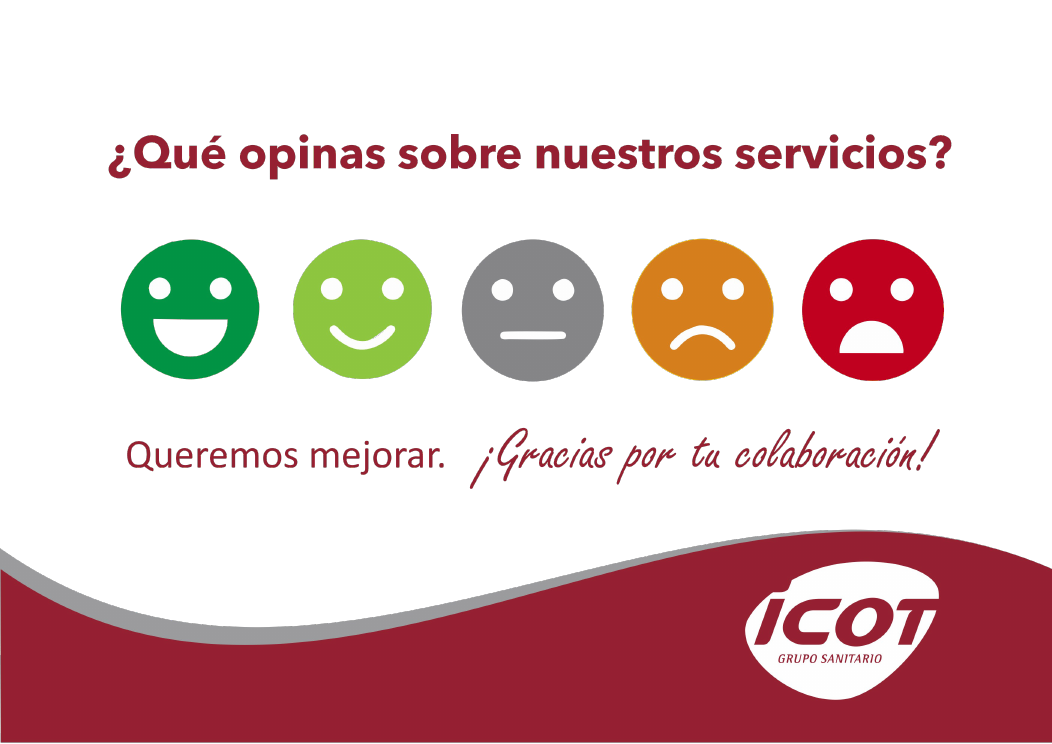 ¿Qué opinas sobre nuestros servicios?
Queremos mejorar. ¡Gracias por tu colaboración!
iCOT
GRUPO SANITARIO